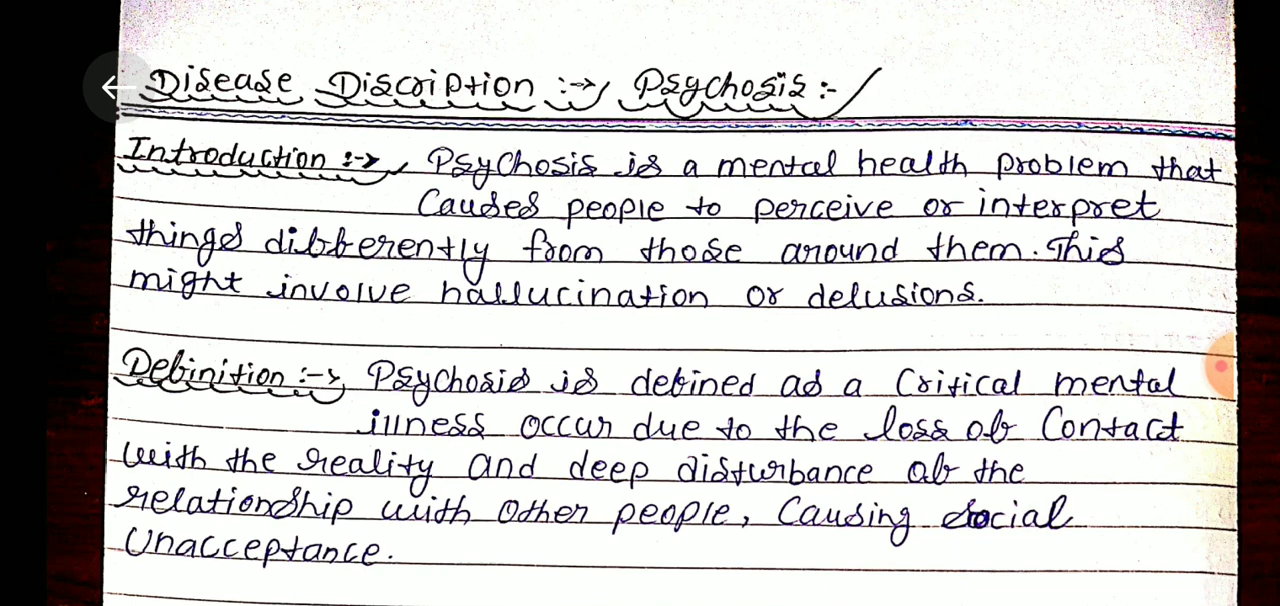 Disease Discription :→ Psychosis :-
Introduction :→ Psychosis is a mental health problem that
Causes people to perceive or interpret
things differently from those around them. This
might involve hallucination or delusions.
Definition :→ Psychosis is defined as a Critical mental
illness occur due to the loss of Contact
with the reality and deep disturbance of the
relationship with other people, Causing social
Unacceptance.